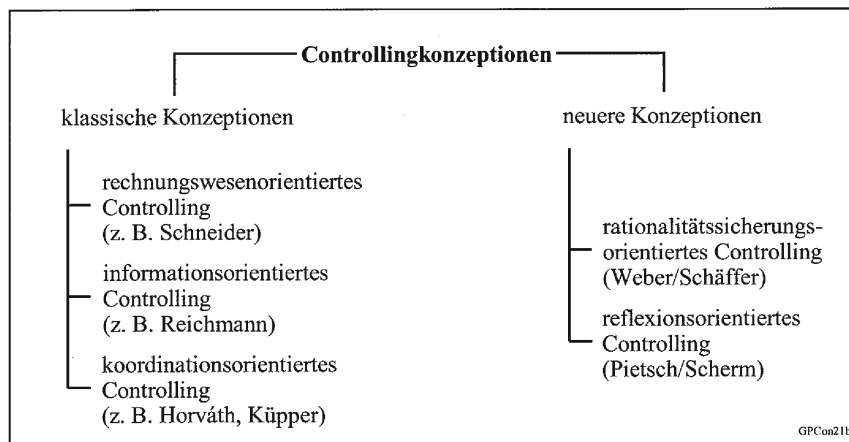 Controllingkonzeptionen
klassische Konzeptionen
rechnungswesenorientiertes
Controlling
(z. B. Schneider)
informationsorientiertes
Controlling
(z. B. Reichmann)
koordinationsorientiertes
Controlling
(z. B. Horváth, Küpper)
neuere Konzeptionen
rationalitätssicherungs-
orientiertes Controlling
(Weber/Schäffer)
reflexionsorientiertes
Controlling
(Pietsch/Scherm)
GPCon21b